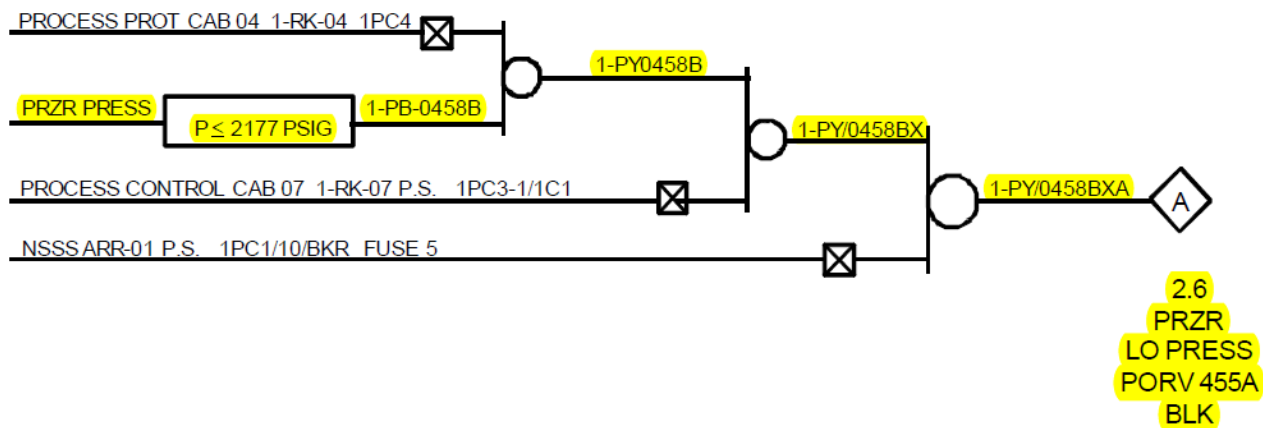 PROCESS PROT CAB 04 1-RK-04 1PC4
1-PY0458B
PRZR PRESS
P ≤ 2177 PSIG
1-PB-0458B
1-PY/0458BX
PROCESS CONTROL CAB 07 1-RK-07 P.S. 1PC3-1/1C1
1-PY/0458BXA
A
NSSS ARR-01 P.S. 1PC1/10/BKR FUSE 5
2.6
PRZR
LO PRESS
PORV 455A
BLK